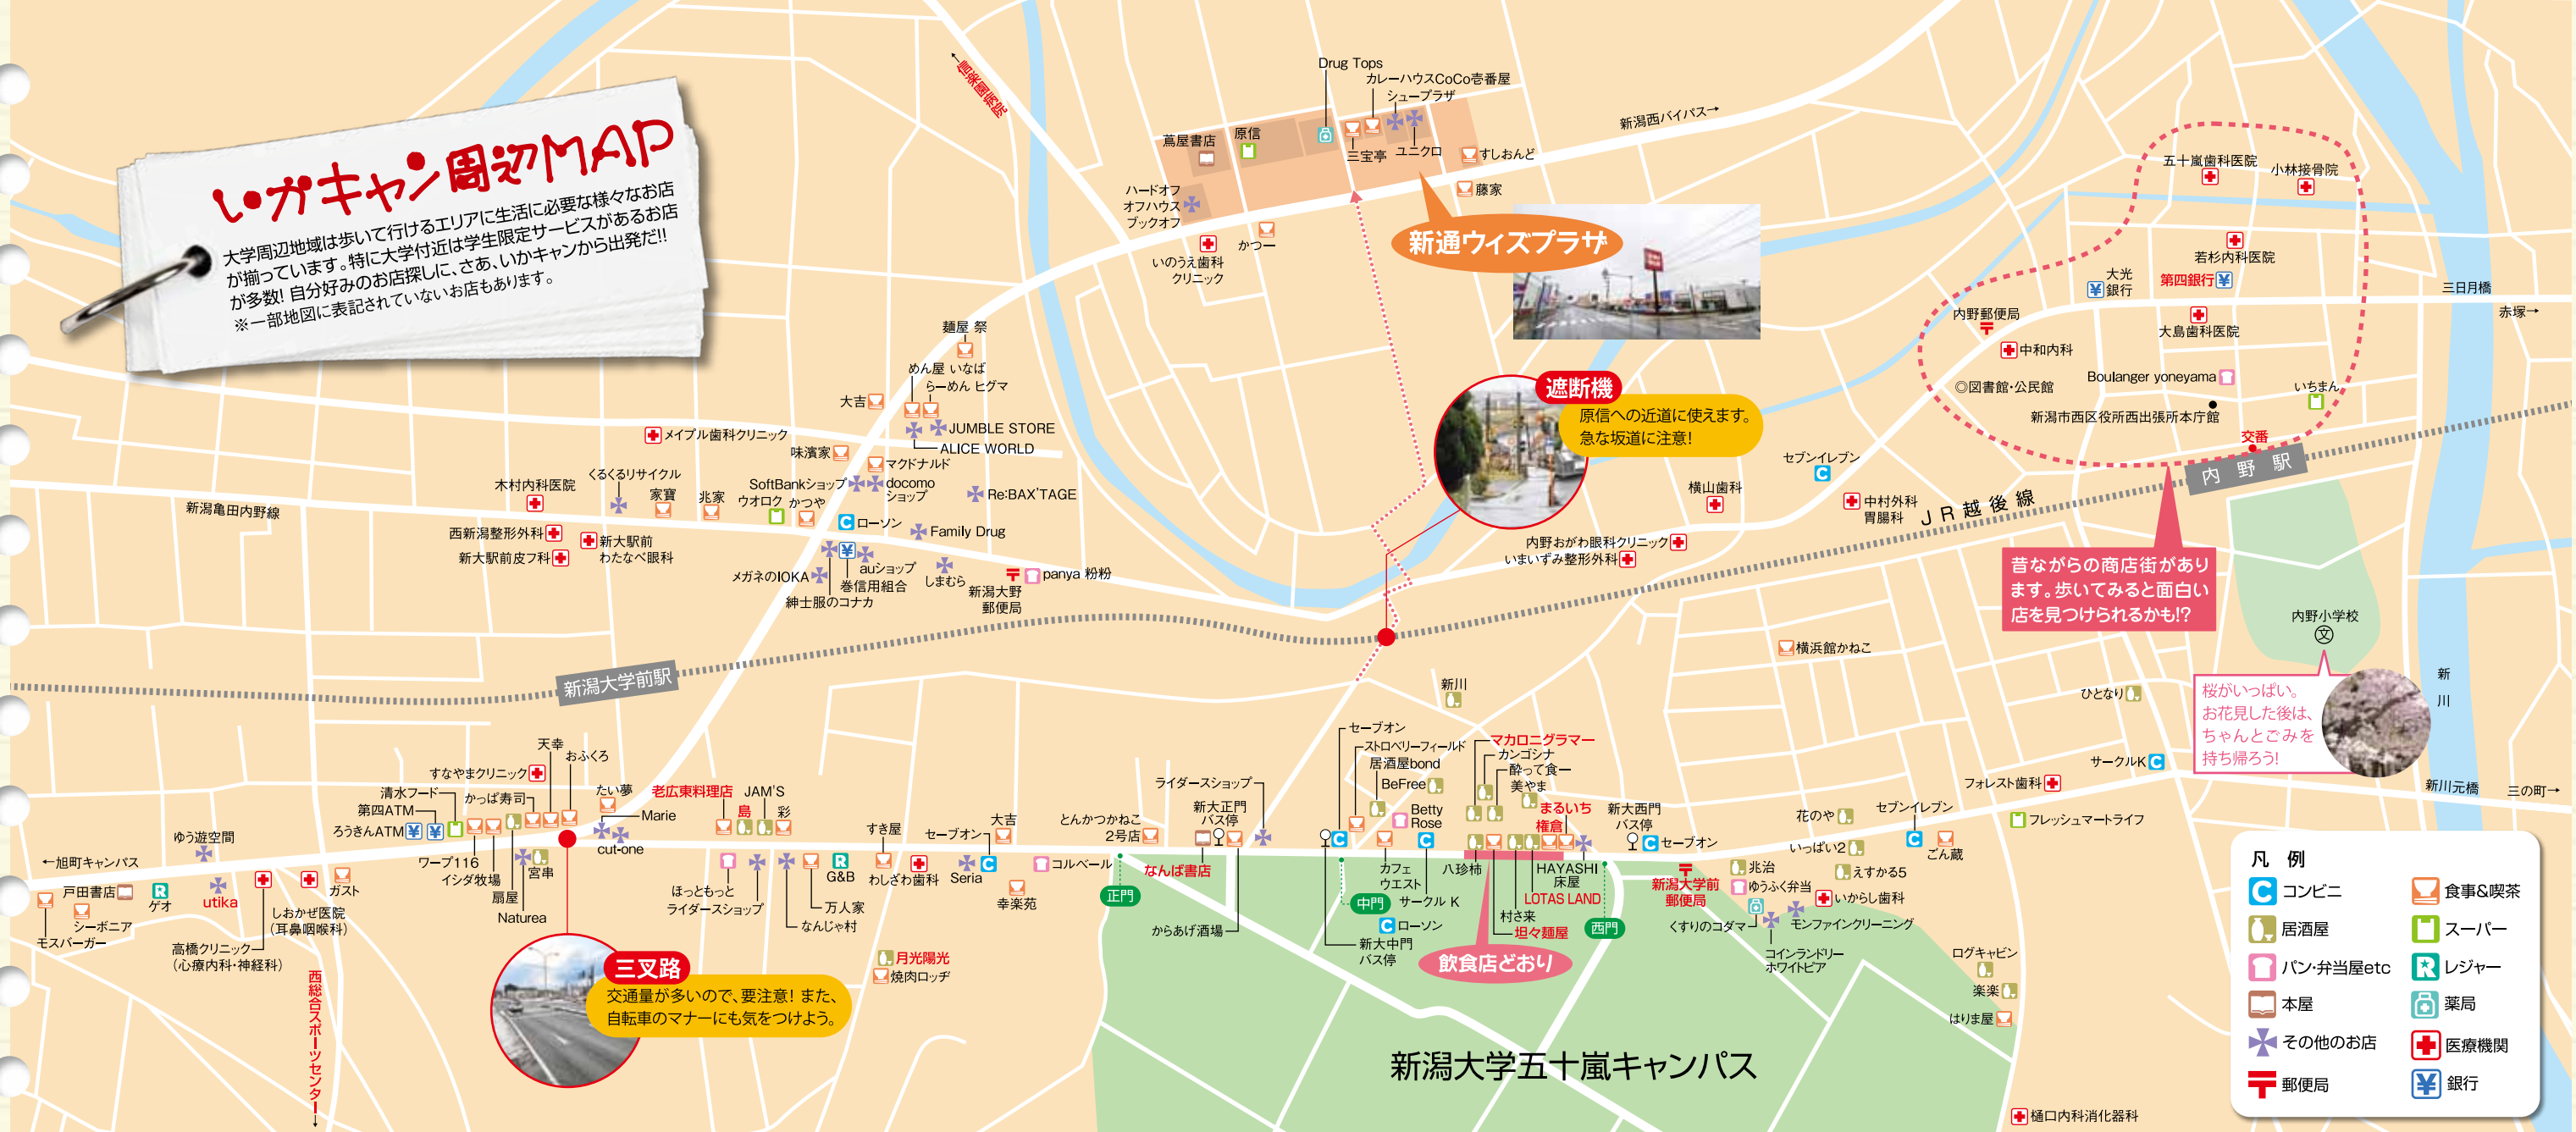 いがキャン周辺MAP
大学周辺地域は歩いて行けるエリアに生活に必要な様々なお店
が揃っています。特に大学付近は学生限定サービスがあるお店
が多数! 自分好みのお店探しに、さあ、いかキャンから出発だ!!
※一部地図に表記されていないお店もあります。
←信楽園病院
Drug Tops
カレーハウスCoCo壱番屋
シュープラザ
新潟西バイパス→
蔦屋書店
原信
三宝亭
ユニクロ
すしおんど
藤家
ハードオフ
オフハウス
ブックオフ
かつ一
いのうえ歯科
クリニック
新通ウィズプラザ
五十嵐歯科医院
小林接骨院
若杉内科医院
大光
銀行
第四銀行
三日月橋
赤塚→
内野郵便局
大島歯科医院
中和内科
◎図書館・公民館
Boulanger yoneyama
いちまん
新潟市西区役所西出張所本庁舘
交番
内野駅
麺屋 祭
めん屋 いなば
らーめん ヒグマ
大吉
JUMBLE STORE
ALICE WORLD
メイプル歯科クリニック
味濱家
マクドナルド
くるくるリサイクル
SoftBankショップ
docomo
ショップ
Re:BAX'TAGE
木村内科医院
家寶
兆家
ウオロク
かつや
新潟亀田内野線
ローソン
Family Drug
西新潟整形外科
新大駅前
わたなべ眼科
新大駅前皮フ科
メガネのIOKA
auショップ
巻信用組合
しまむら
紳士服のコナカ
新潟大野
郵便局
panya 粉粉
遮断機
原信への近道に使えます。
急な坂道に注意!
セブンイレブン
横山歯科
中村外科
胃腸科
JR越後線
内野おがわ眼科クリニック
いまいずみ整形外科
昔ながらの商店街があり
ます。歩いてみると面白い
店を見つけられるかも!?
内野小学校
文
新川
桜がいっぱい。
お花見した後は、
ちゃんとごみを
持ち帰ろう!
横浜館かねこ
ひとなり
サークルK
新川元橋
三の町→
新潟大学前駅
新川
天幸
おふくろ
すなやまクリニック
清水フード
かっぱ寿司
たい夢
第四ATM
ろうきんATM
Marie
cut-one
ゆう遊空間
←旭町キャンパス
ワープ116
イシダ牧場
扇屋
宮串
Naturea
戸田書店
ゲオ
utika
ガスト
シーボニア
モスバーガー
しおかぜ医院
(耳鼻咽喉科)
高橋クリニック
(心療内科・神経科)
西総合スポーツセンター→
三叉路
交通量が多いので、要注意! また、
自転車のマナーにも気をつけよう。
老広東料理店
JAM'S
島
彩
ほっともっと
ライダースショップ
G&B
万人家
なんじゃ村
すき屋
わしざわ歯科
セーブオン
大吉
Seria
幸楽苑
コルベール
月光陽光
焼肉ロッヂ
とんかつかねこ
2号店
正門
ライダースショップ
新大正門
バス停
なんば書店
からあげ酒場
セーブオン
ストロベリーフィールド
居酒屋bond
BeFree
Betty
Rose
カフェ
ウエスト
サークル K
中門
ローソン
新大中門
バス停
マカロニグラマー
カンゴシナ
酔って食一
美やま
まるいち
権倉
八珍柿
HAYASHI
床屋
LOTAS LAND
村さ来
坦々麺屋
飲食店どおり
新大西門
バス停
セーブオン
西門
新潟大学前
郵便局
兆治
ゆうふく弁当
くすりのコダマ
いからし歯科
モンファインクリーニング
コインランドリー
ホワイトピア
花のや
いっぱい2
えすかる5
セブンイレブン
ごん蔵
フォレスト歯科
フレッシュマートライフ
ログキャビン
楽楽
はりま屋
樋口内科消化器科
新潟大学五十嵐キャンパス
凡 例
コンビニ
食事&喫茶
居酒屋
スーパー
パン・弁当屋etc
レジャー
本屋
薬局
その他のお店
医療機関
郵便局
銀行